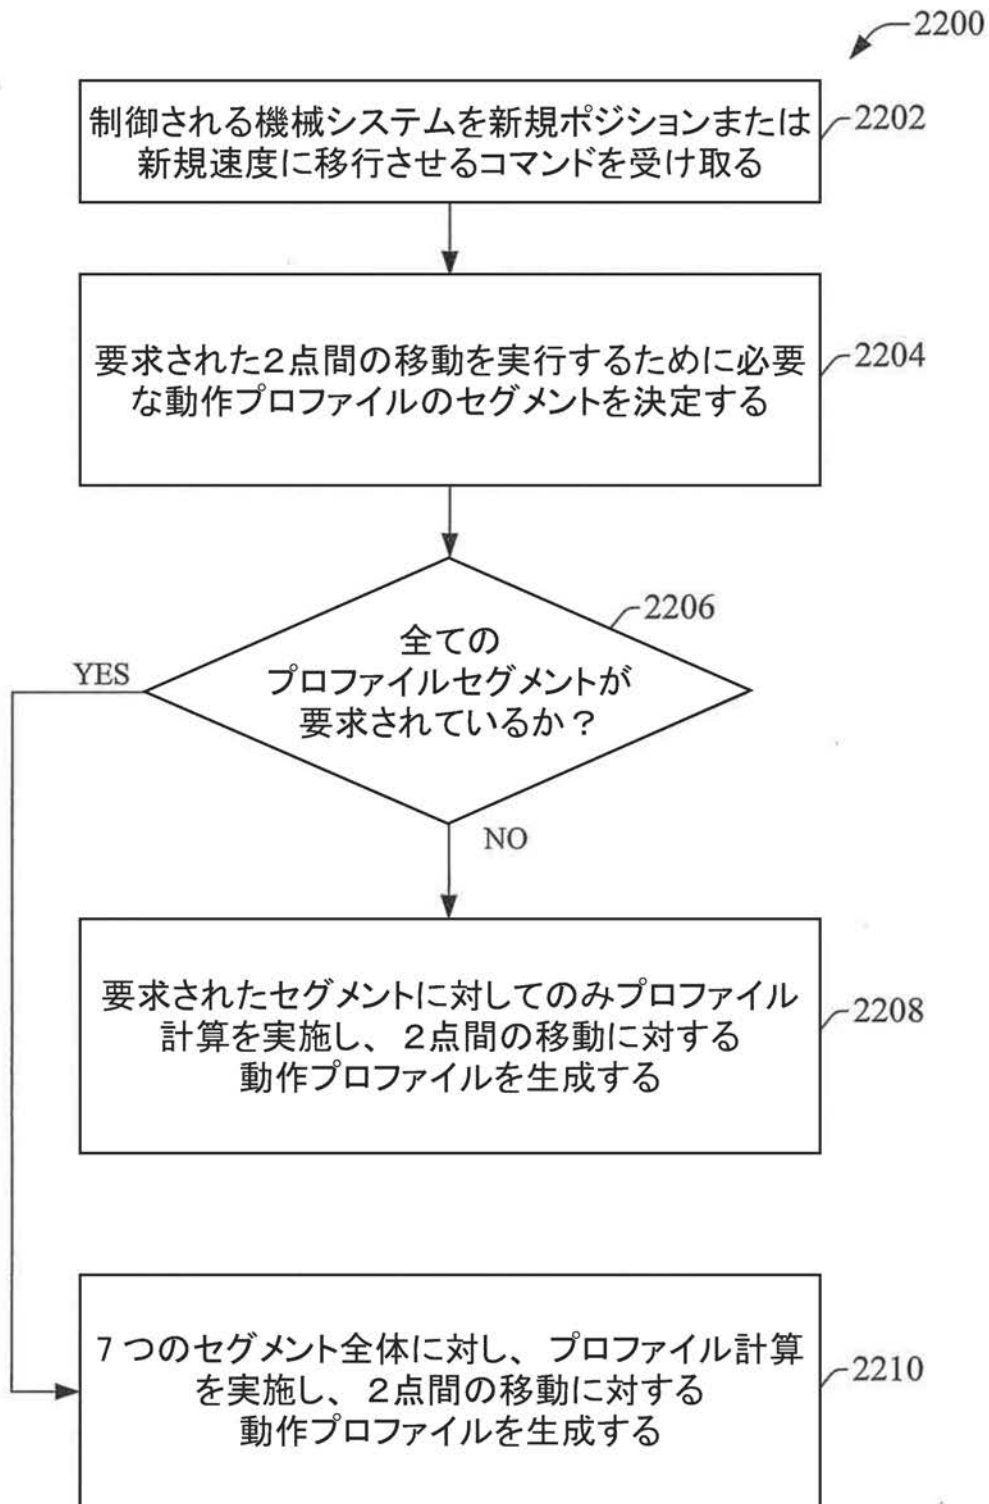 2200
制御される機械システムを新規ポジションまたは
新規速度に移行させるコマンドを受け取る
2202
要求された2点間の移動を実行するために必要
な動作プロファイルのセグメントを決定する
2204
2206
全ての
プロファイルセグメントが
要求されているか？
YES
NO
要求されたセグメントに対してのみプロファイル
計算を実施し、2点間の移動に対する
動作プロファイルを生成する
2208
7つのセグメント全体に対し、プロファイル計算
を実施し、2点間の移動に対する
動作プロファイルを生成する
2210